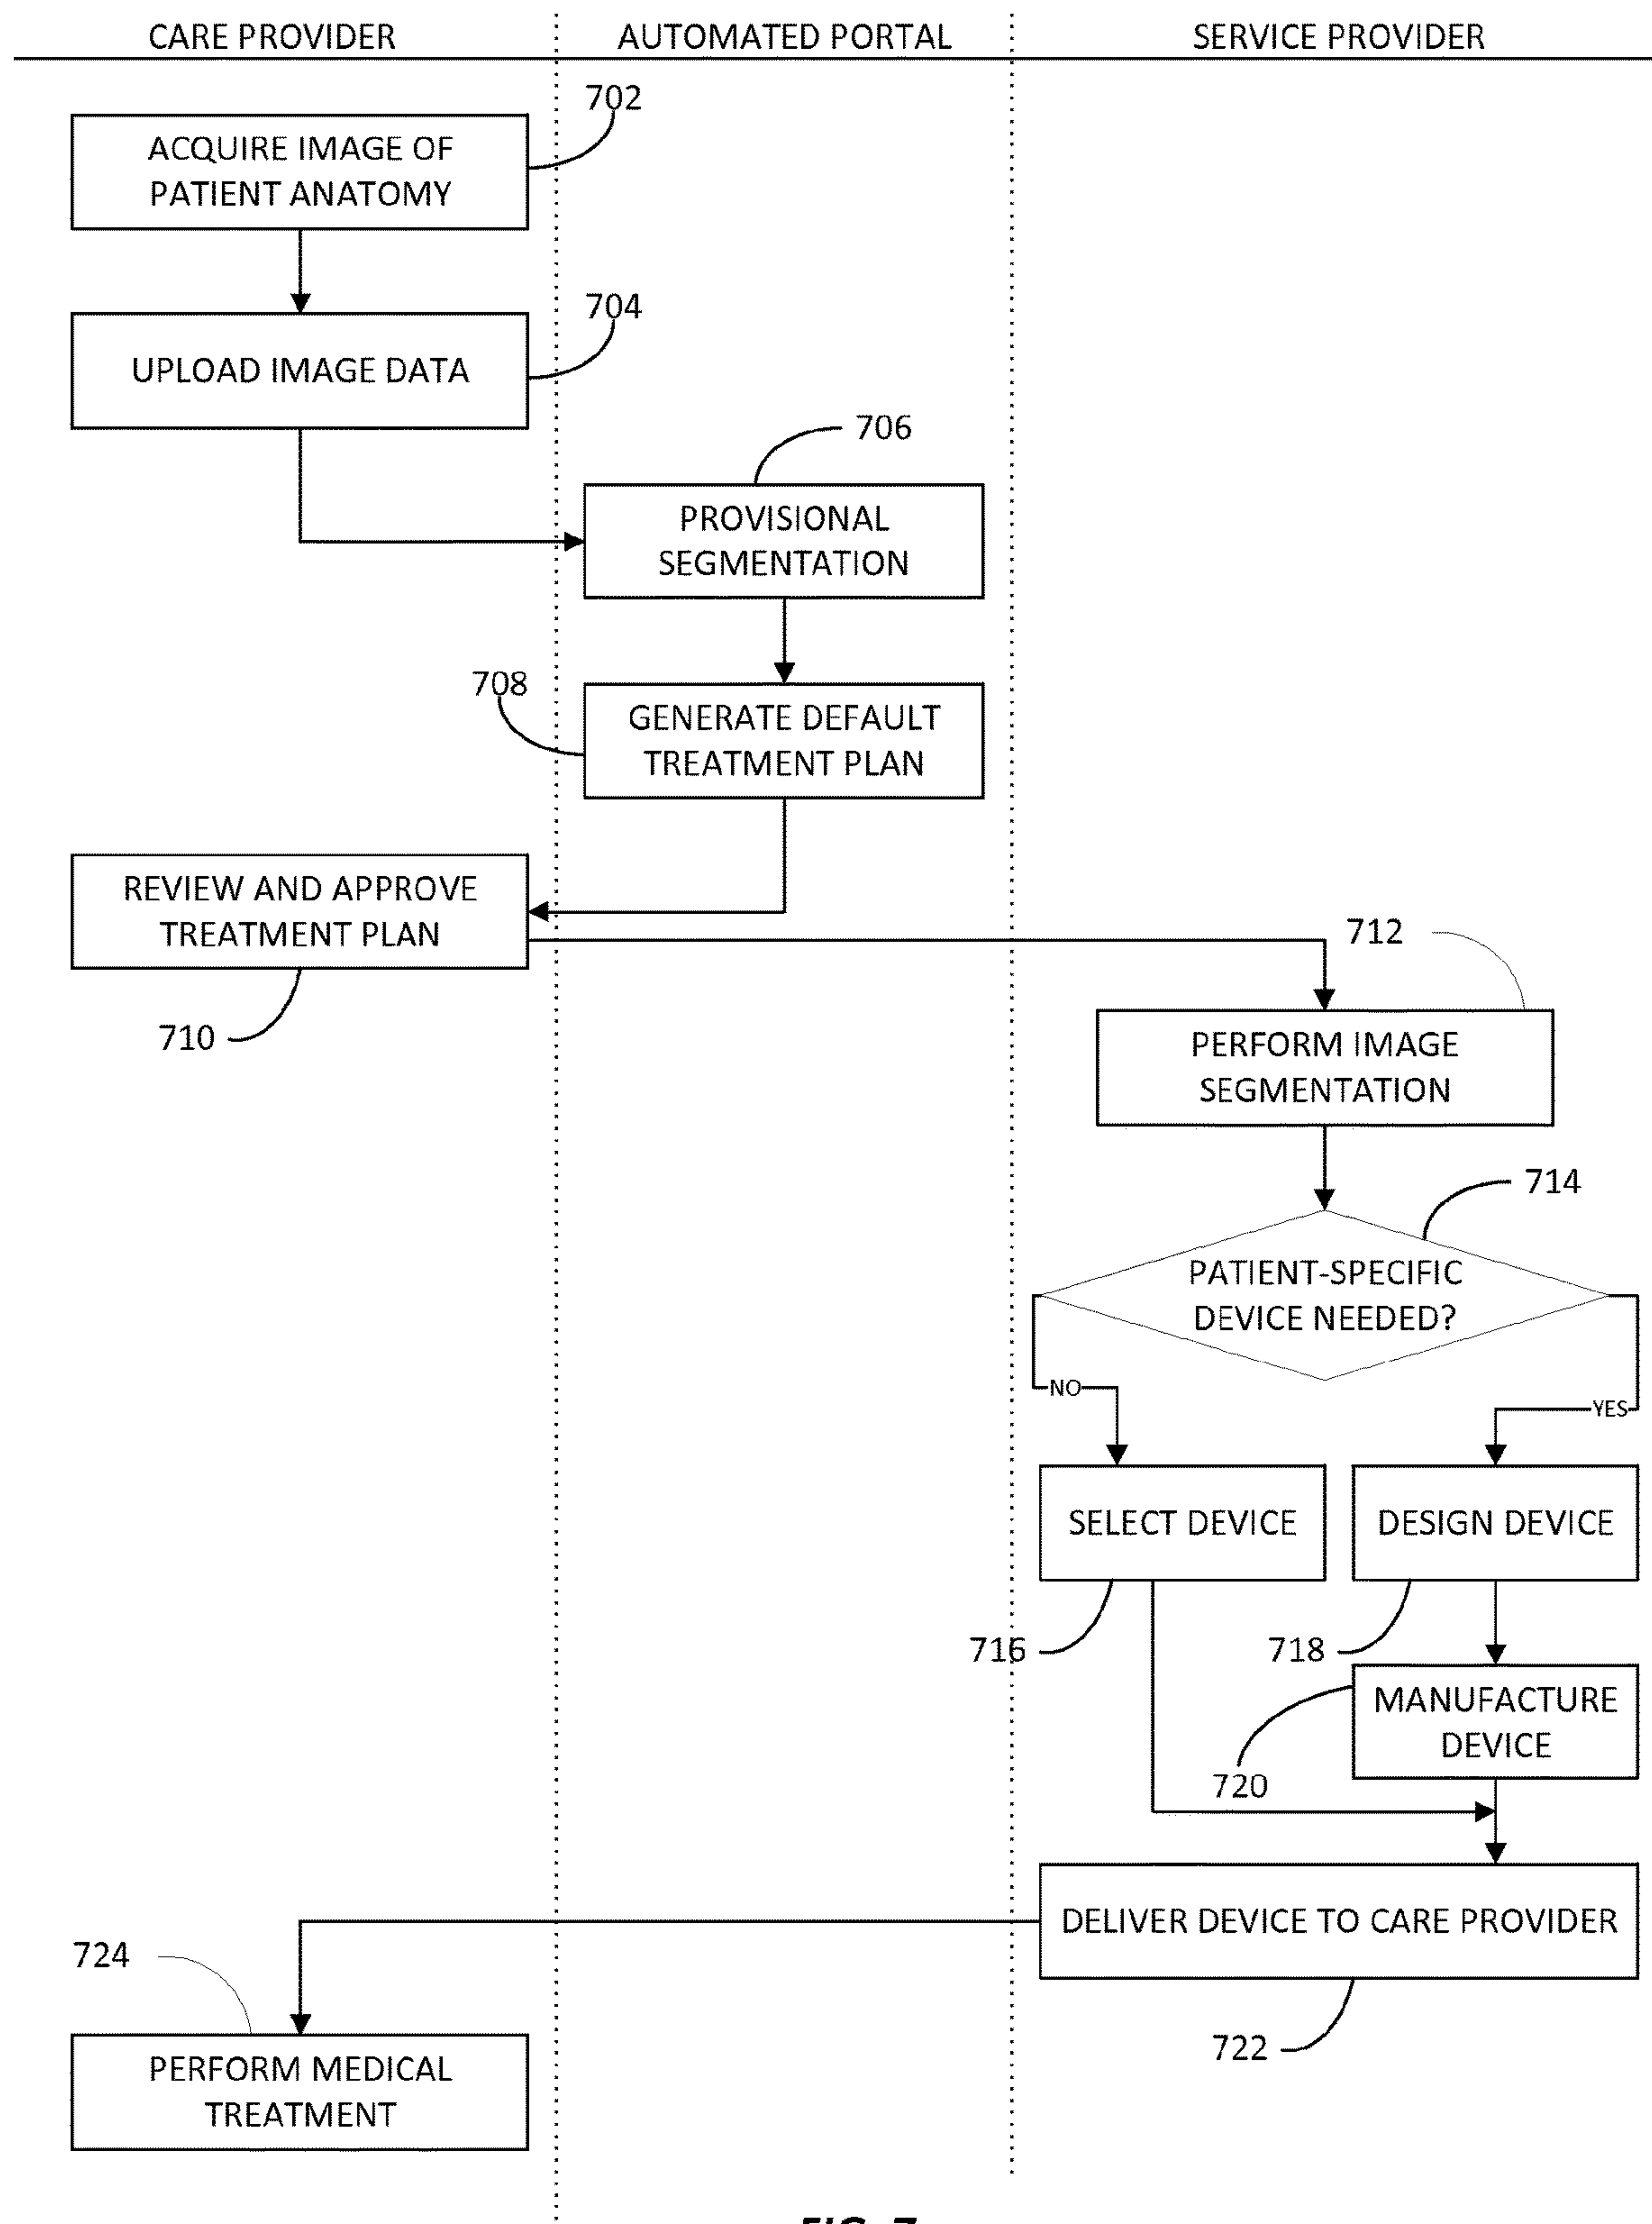 CARE PROVIDER
AUTOMATED PORTAL
SERVICE PROVIDER
702
ACQUIRE IMAGE OF
PATIENT ANATOMY
704
UPLOAD IMAGE DATA
706
PROVISIONAL
SEGMENTATION
708
GENERATE DEFAULT
TREATMENT PLAN
REVIEW AND APPROVE
TREATMENT PLAN
710
712
PERFORM IMAGE
SEGMENTATION
714
PATIENT-SPECIFIC
DEVICE NEEDED?
NO
YES
SELECT DEVICE
DESIGN DEVICE
716
718
MANUFACTURE
DEVICE
720
DELIVER DEVICE TO CARE PROVIDER
722
724
PERFORM MEDICAL
TREATMENT